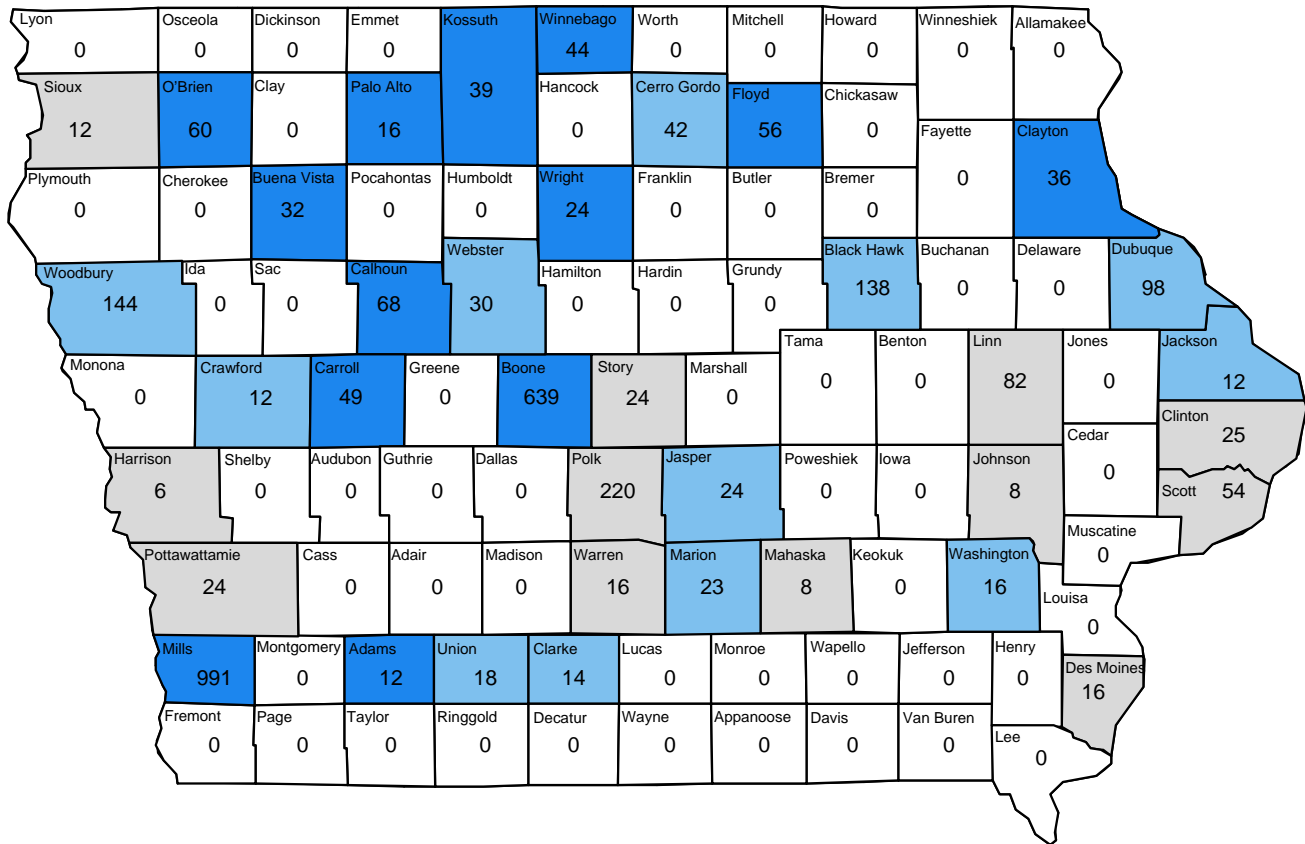 Lyon Osceola Dickinson Emmet Kossuth Winnebago Worth Mitchell Howard Winneshiek Allamakee
0 0 0 0 39 44 0 0 0 0 0
Sioux O'Brien Clay Palo Alto Hancock Cerro Gordo Floyd Chickasaw
12 60 0 16 0 42 56 0
Fayette Clayton
0 36
Plymouth Cherokee Buena Vista Pocahontas Humboldt Wright Franklin Butler Bremer
0 0 32 0 0 24 0 0 0
Woodbury Ida Sac Calhoun Webster Hamilton Hardin Grundy Black Hawk Buchanan Delaware Dubuque
144 0 0 68 30 0 0 0 138 0 0 98
Monona Crawford Carroll Greene Boone Story Marshall Tama Benton Linn Jones Jackson
0 12 49 0 639 24 0 0 0 82 0 12
Clinton
25
Cedar
0
Harrison Shelby Audubon Guthrie Dallas Polk Jasper Poweshiek Iowa Johnson Scott
6 0 0 0 0 220 24 0 0 8 54
Muscatine
0
Pottawattamie Cass Adair Madison Warren Marion Mahaska Keokuk Washington
24 0 0 0 16 23 8 0 16
Louisa
0
Mills Montgomery Adams Union Clarke Lucas Monroe Wapello Jefferson Henry Des Moines
991 0 12 18 14 0 0 0 0 0 16
Fremont Page Taylor Ringgold Decatur Wayne Appanoose Davis Van Buren Lee
0 0 0 0 0 0 0 0 0 0